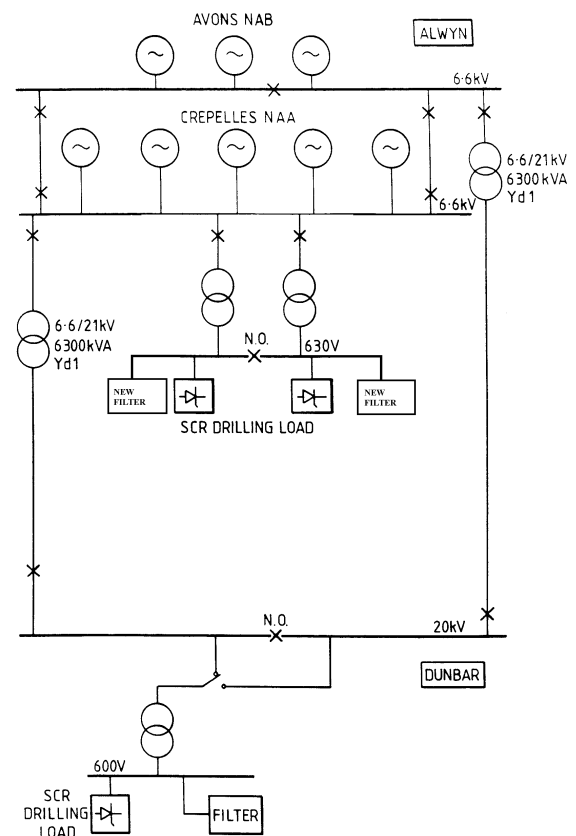 AVONS NAB
ALWYN
6·6kV
CREPELLES NAA
6·6/21kV
6300kVA
Yd1
6·6kV
6·6/21kV
6300kVA
Yd1
N.O.
630V
NEW
FILTER
NEW
FILTER
SCR DRILLING LOAD
N.O.
20kV
DUNBAR
600V
SCR
DRILLING
LOAD
FILTER